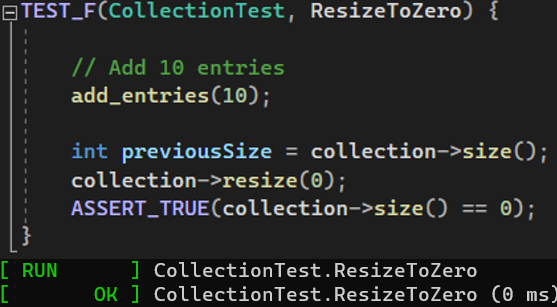 TEST_F(CollectionTest, ResizeToZero) {
// Add 10 entries
add_entries(10);
int previousSize = collection->size();
collection->resize(0);
ASSERT_TRUE(collection->size() == 0);
}
[ RUN      ] CollectionTest.ResizeToZero
[       OK ] CollectionTest.ResizeToZero (0 ms)